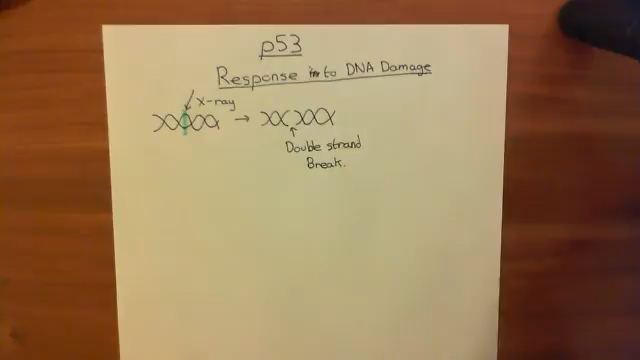 p53
Response to DNA Damage
X-ray
Double strand
Break.